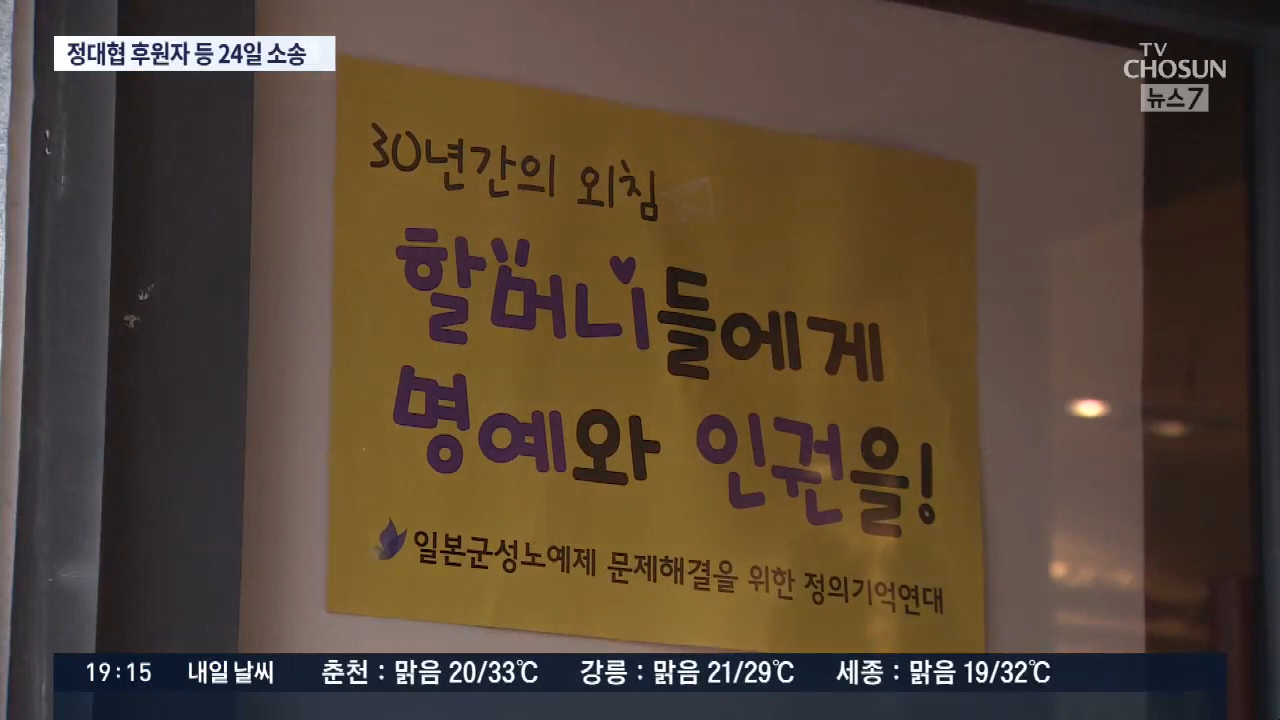 정대협 후원자 등 24일 소송
TV
CHOSUN
뉴스7
30년간의 외침
할머니들에게
명예와 인권을!
일본군성노예제 문제해결을 위한 정의기억연대
19:15 내일 날씨 춘천 : 맑음 20/33℃ 강릉 : 맑음 21/29℃ 세종 : 맑음 19/32℃